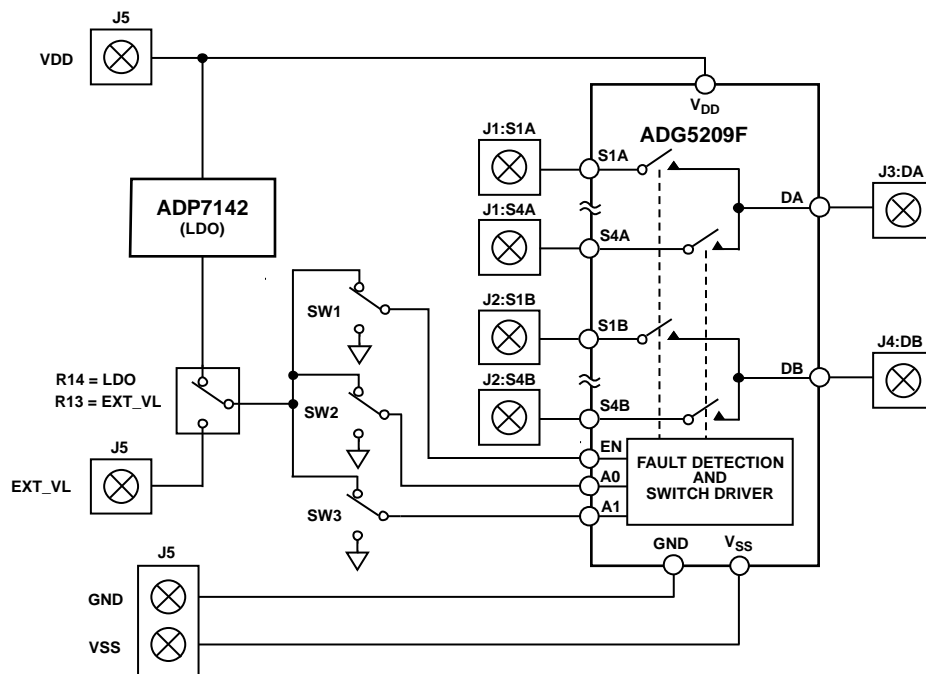 J5
VDD
VDD
ADG5209F
J1:S1A
S1A
J3:DA
DA
ADP7142
(LDO)
J1:S4A
S4A
SW1
J2:S1B
S1B
J4:DB
DB
R14 = LDO
R13 = EXT_VL
SW2
J2:S4B
S4B
J5
EXT_VL
EN
A0
A1
FAULT DETECTION
AND
SWITCH DRIVER
SW3
GND
VSS
J5
GND
VSS